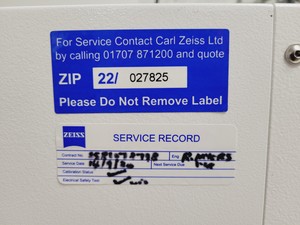 For Service Contact Carl Zeiss Ltd
by calling 01707 871200 and quote
ZIP 22/ 027825
Please Do Not Remove Label
ZEISS SERVICE RECORD
Contract No. Eng
Service Date Next Service Due
Calibration Status
Electrical Safety Test